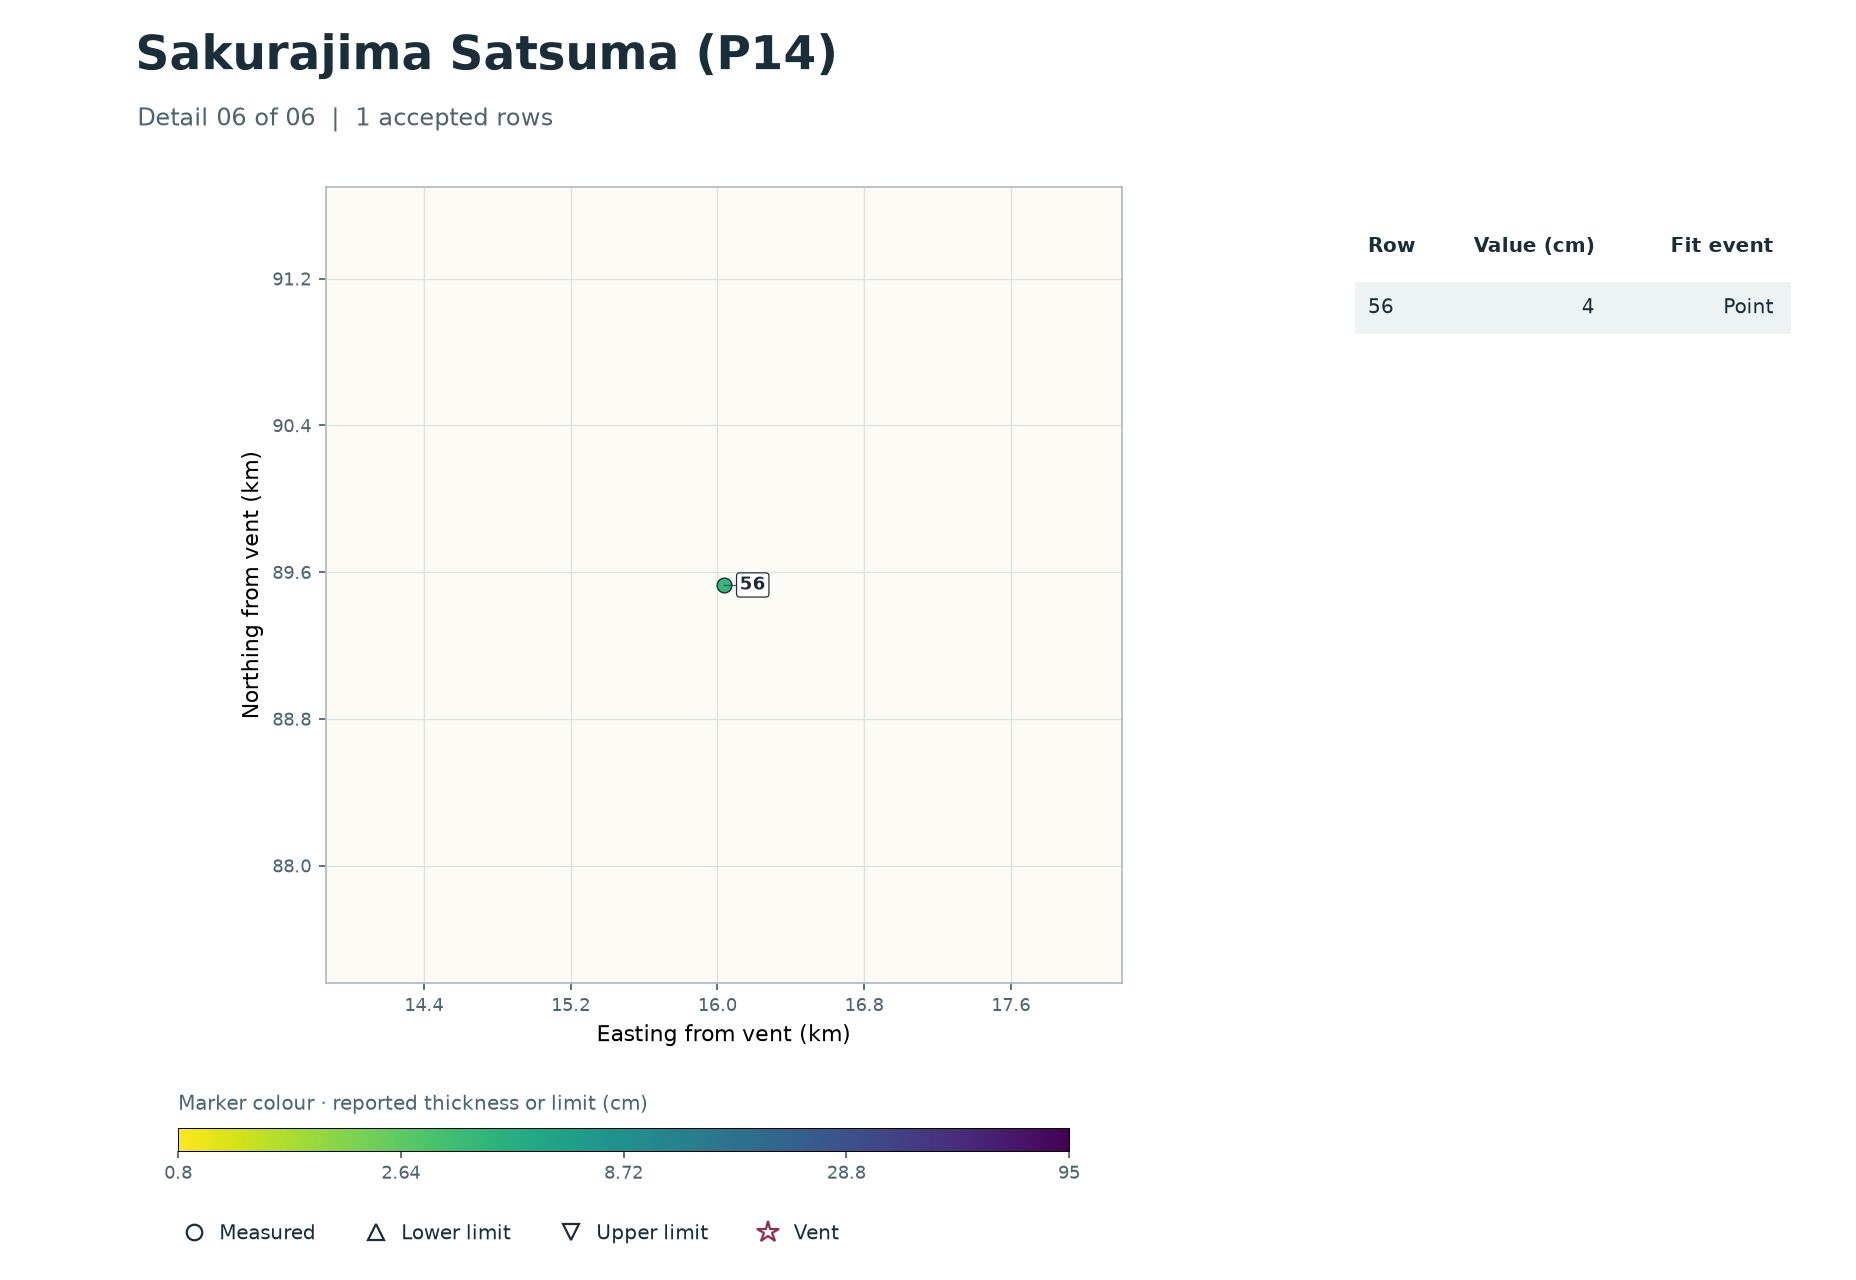 Sakurajima Satsuma (P14)
Detail 06 of 06 | 1 accepted rows
Row Value (cm) Fit event
56 4 Point
Northing from vent (km)
91.2
90.4
89.6
88.8
88.0
56
14.4 15.2 16.0 16.8 17.6
Easting from vent (km)
Marker colour · reported thickness or limit (cm)
0.8 2.64 8.72 28.8 95
Measured Lower limit Upper limit Vent